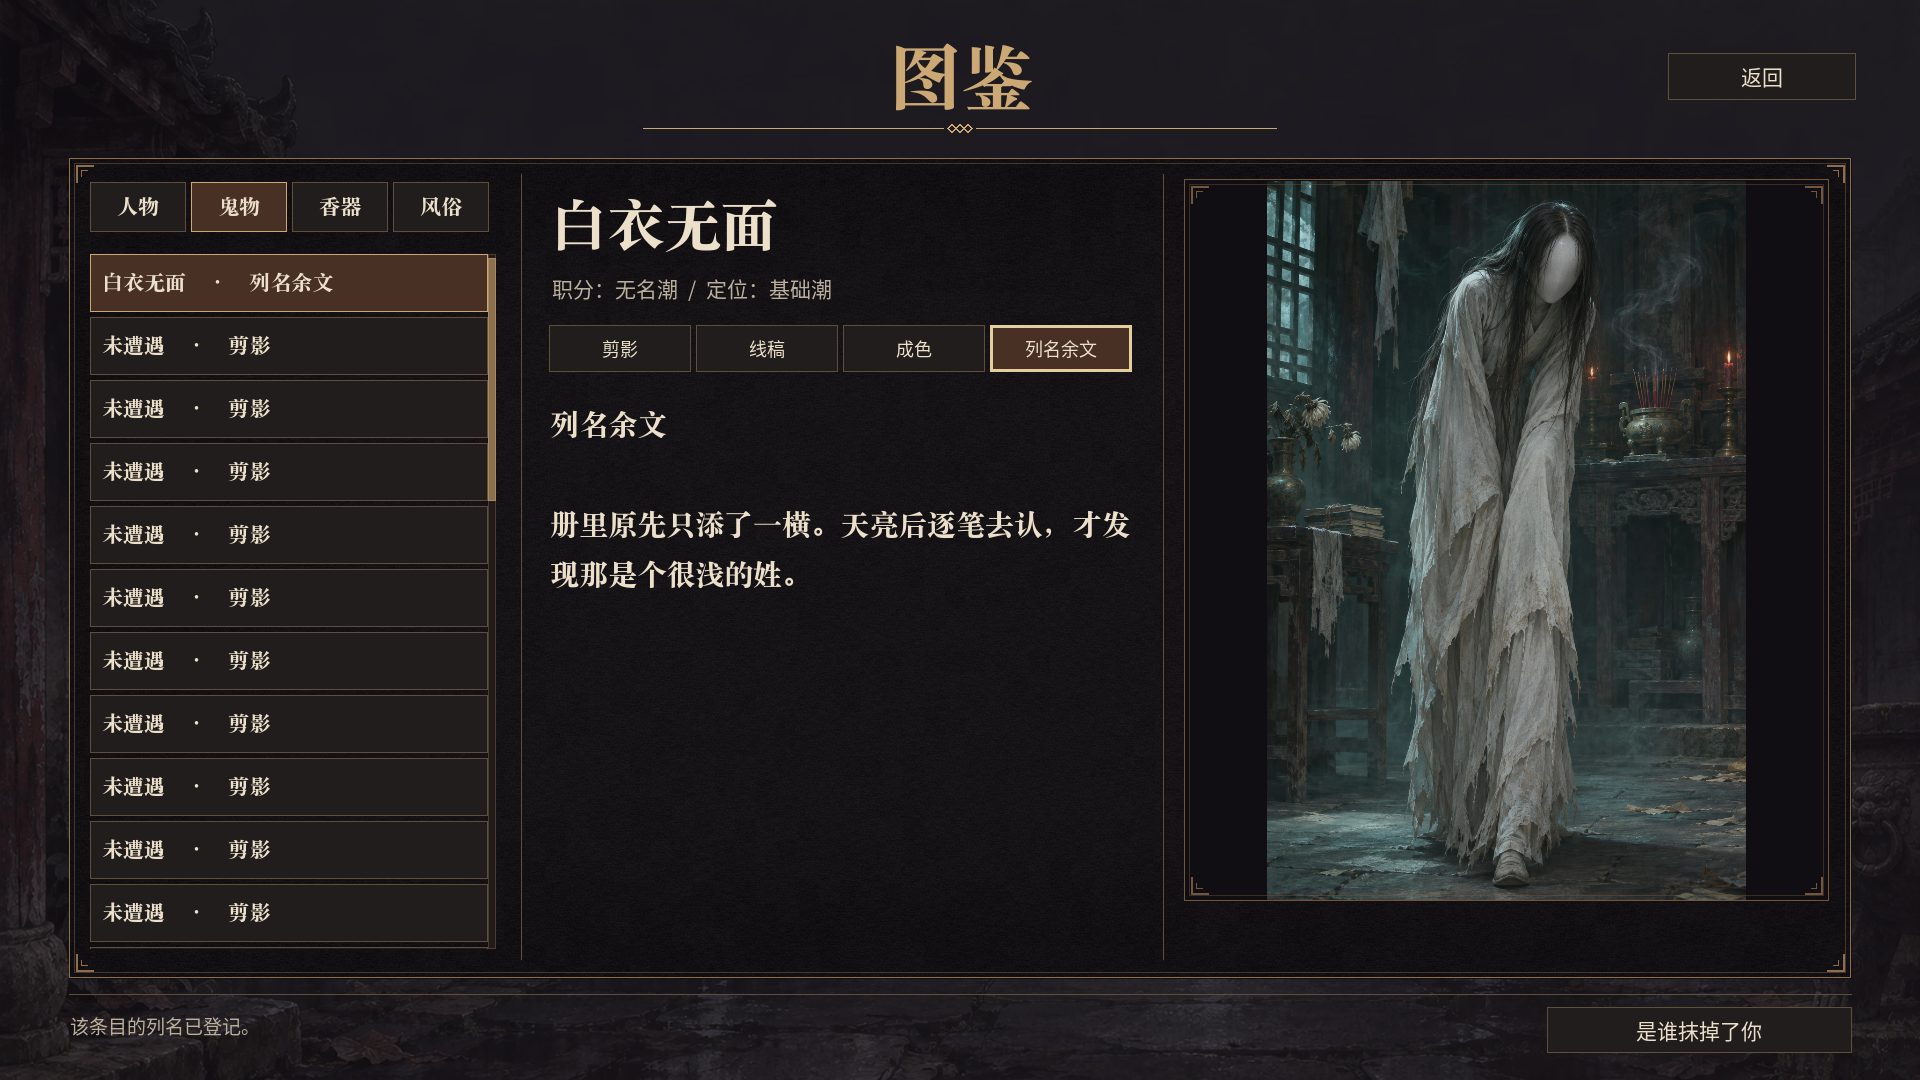 图鉴
返回
人物
鬼物
香器
风俗
白衣无面 · 列名余文
未遭遇 · 剪影
未遭遇 · 剪影
未遭遇 · 剪影
未遭遇 · 剪影
未遭遇 · 剪影
未遭遇 · 剪影
未遭遇 · 剪影
未遭遇 · 剪影
未遭遇 · 剪影
未遭遇 · 剪影
白衣无面
职分：无名潮 / 定位：基础潮
剪影
线稿
成色
列名余文
列名余文
册里原先只添了一横。天亮后逐笔去认，才发
现那是个很浅的姓。
该条目的列名已登记。
是谁抹掉了你